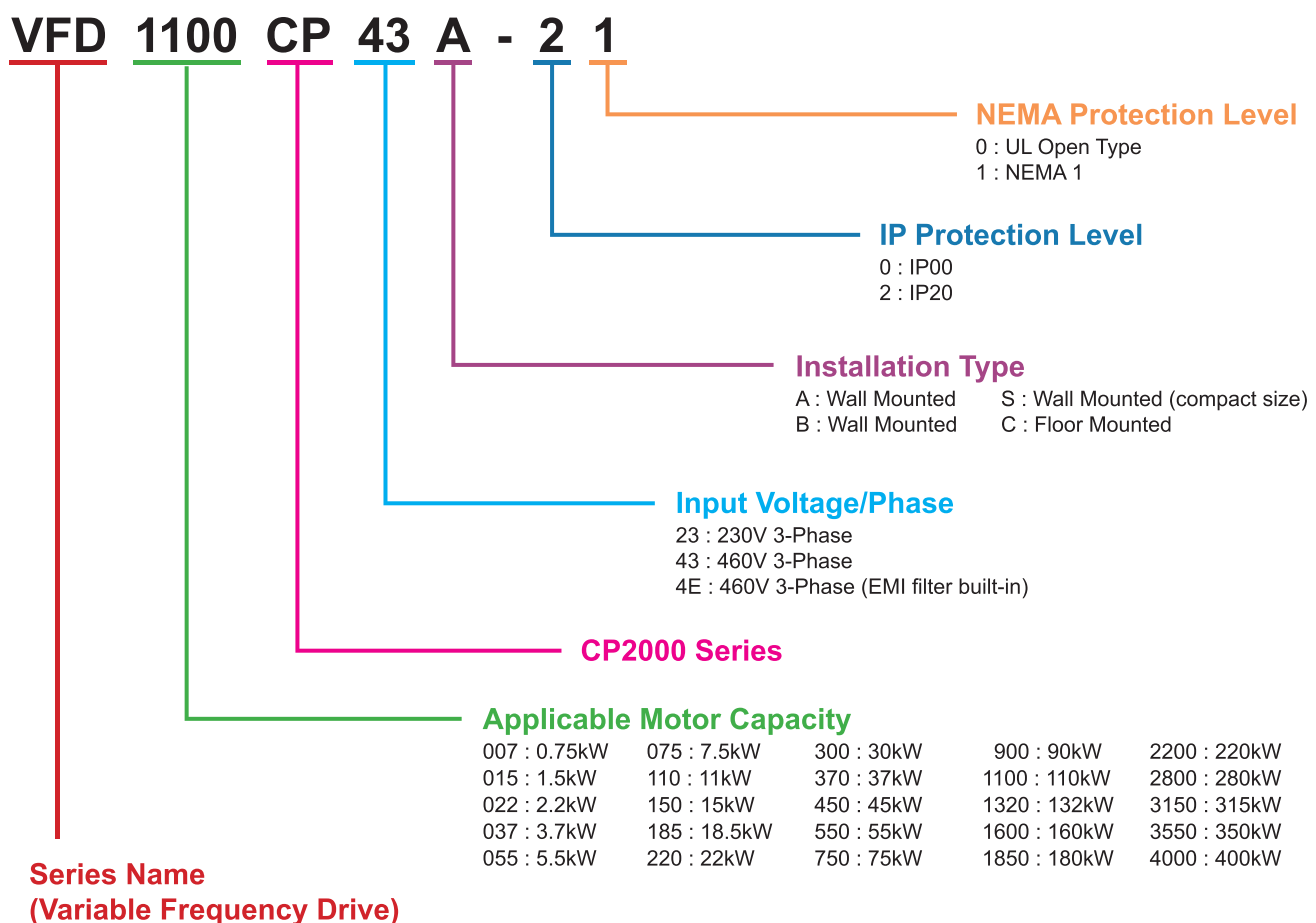 VFD 1100 CP 43 A - 2 1
NEMA Protection Level
0 : UL Open Type
1 : NEMA 1
IP Protection Level
0 : IP00
2 : IP20
Installation Type
A : Wall Mounted S : Wall Mounted (compact size)
B : Wall Mounted C : Floor Mounted
Input Voltage/Phase
23 : 230V 3-Phase
43 : 460V 3-Phase
4E : 460V 3-Phase (EMI filter built-in)
CP2000 Series
Applicable Motor Capacity
007 : 0.75kW 075 : 7.5kW 300 : 30kW 900 : 90kW 2200 : 220kW
015 : 1.5kW 110 : 11kW 370 : 37kW 1100 : 110kW 2800 : 280kW
022 : 2.2kW 150 : 15kW 450 : 45kW 1320 : 132kW 3150 : 315kW
037 : 3.7kW 185 : 18.5kW 550 : 55kW 1600 : 160kW 3550 : 350kW
055 : 5.5kW 220 : 22kW 750 : 75kW 1850 : 180kW 4000 : 400kW
Series Name
(Variable Frequency Drive)